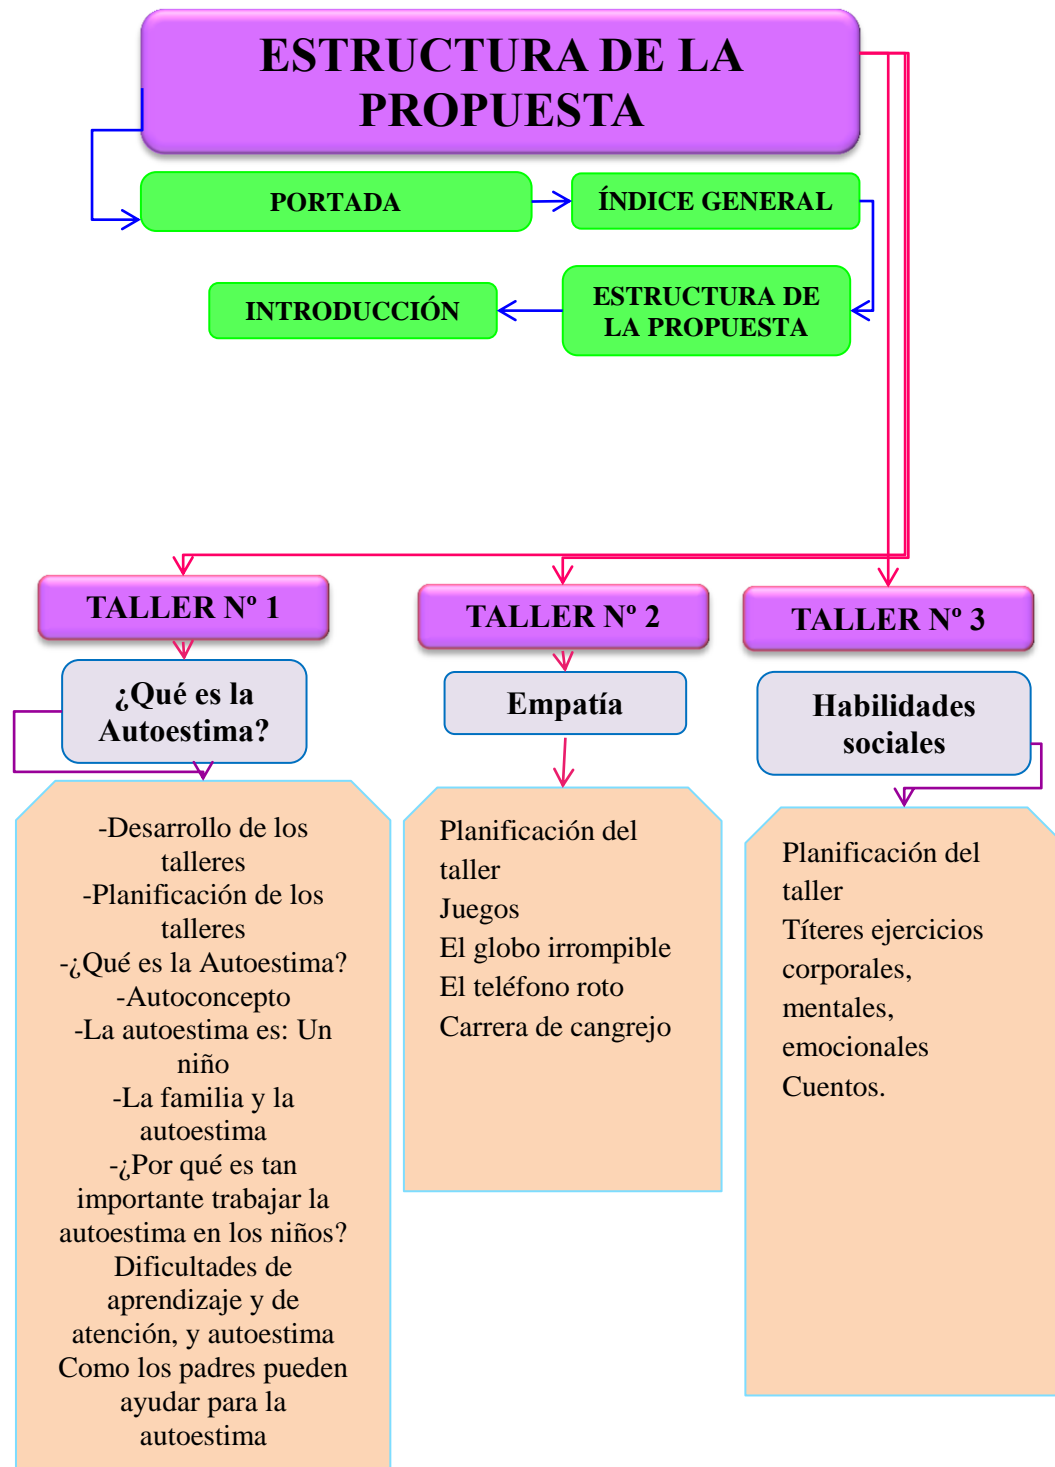 ESTRUCTURA DE LA
PROPUESTA
PORTADA
ÍNDICE GENERAL
ESTRUCTURA DE
LA PROPUESTA
INTRODUCCIÓN
TALLER Nº 1
TALLER Nº 2
TALLER Nº 3
¿Qué es la
Autoestima?
Empatía
Habilidades
sociales
-Desarrollo de los
talleres
-Planificación de los
talleres
-¿Qué es la Autoestima?
-Autoconcepto
-La autoestima es: Un
niño
-La familia y la
autoestima
-¿Por qué es tan
importante trabajar la
autoestima en los niños?
Dificultades de
aprendizaje y de
atención, y autoestima
Como los padres pueden
ayudar para la
autoestima
Planificación del
taller
Juegos
El globo irrompible
El teléfono roto
Carrera de cangrejo
Planificación del
taller
Títeres ejercicios
corporales,
mentales,
emocionales
Cuentos.